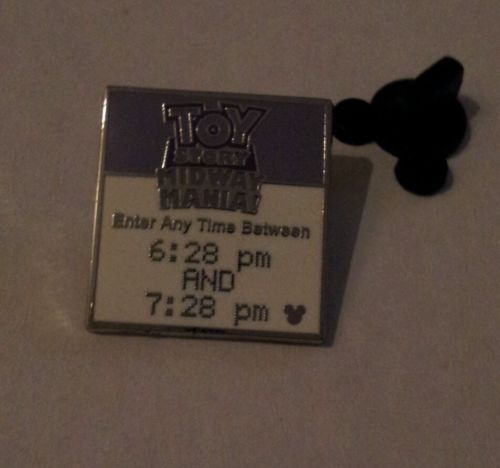 TOY
STORY
MIDWAY
MANIA!
Enter Any Time Between
6:28 pm
AND
7:28 pm